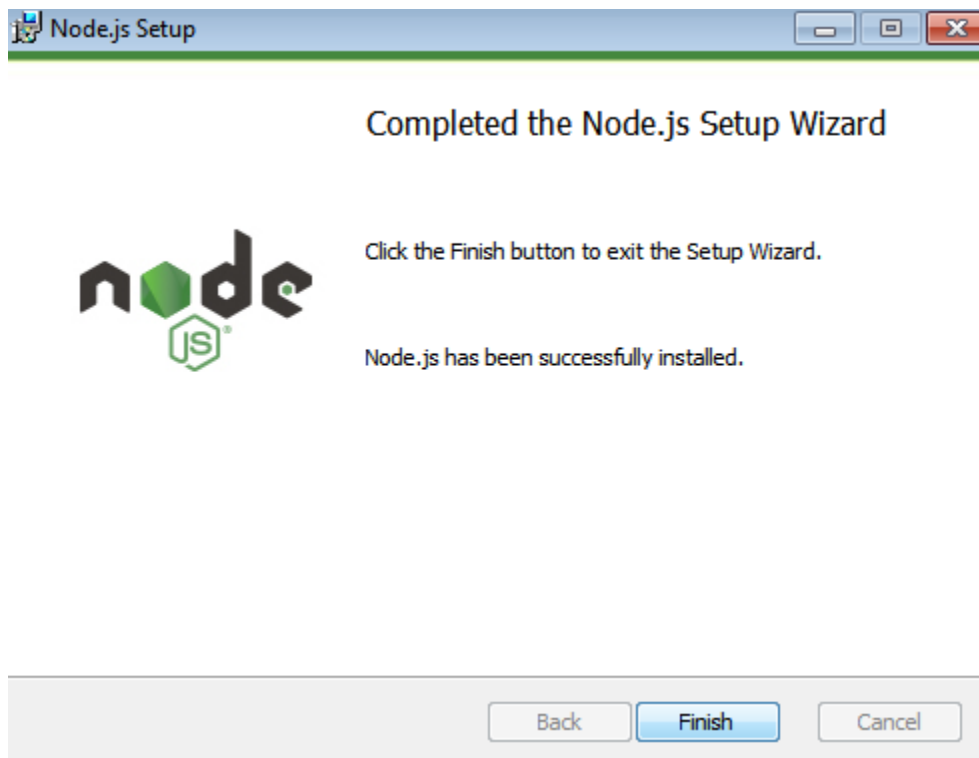 Node.js Setup
Completed the Node.js Setup Wizard
Click the Finish button to exit the Setup Wizard.
node
JS®
Node.js has been successfully installed.
Back Finish Cancel